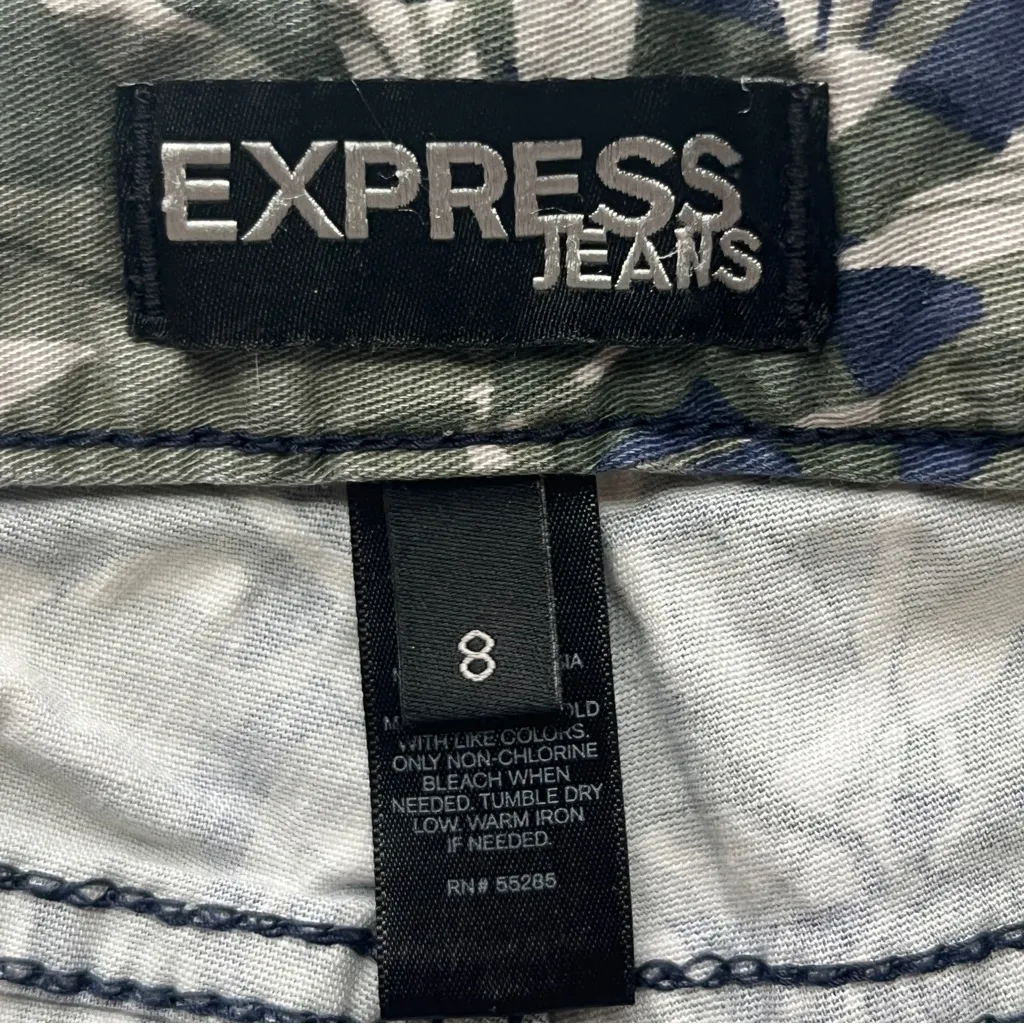 EXPRESS
JEANS
8
WITH LIKE COLORS.
ONLY NON-CHLORINE
BLEACH WHEN
NEEDED. TUMBLE DRY
LOW. WARM IRON
IF NEEDED.
RN# 55285